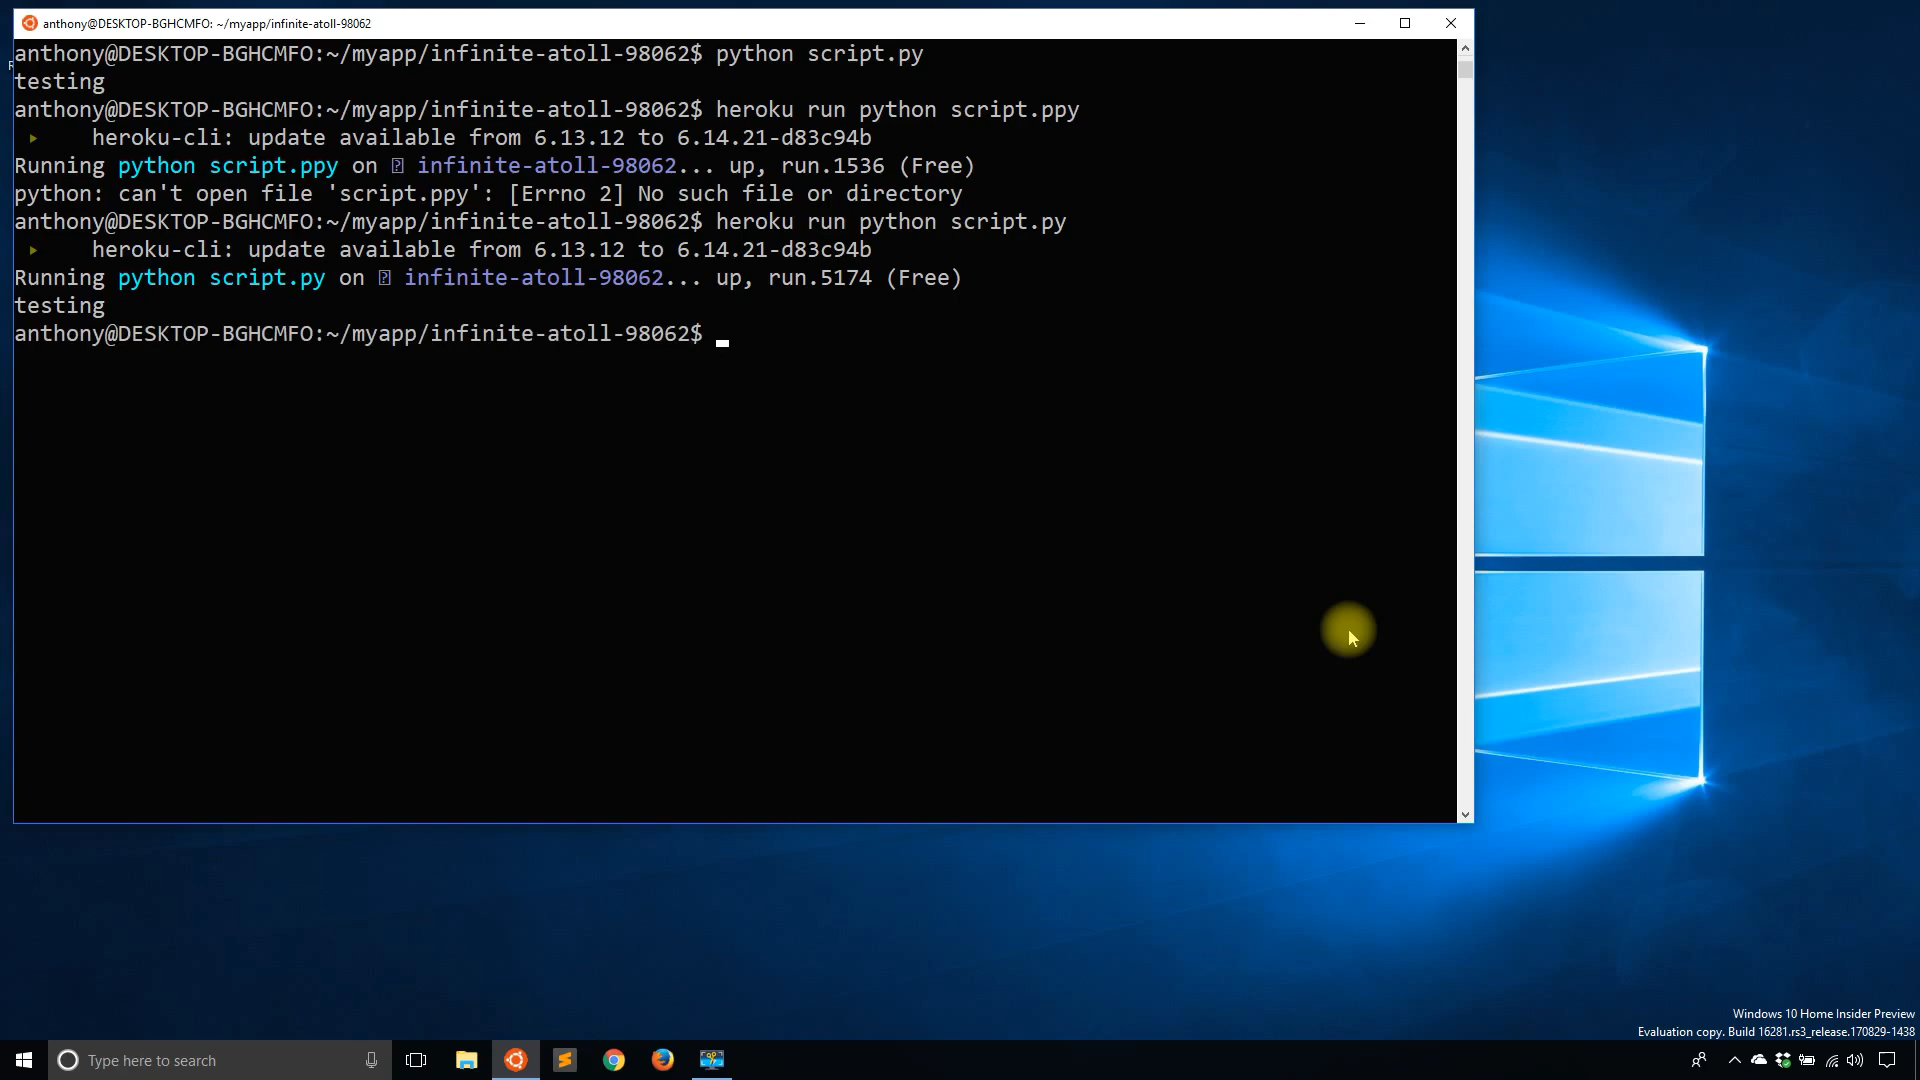 anthony@DESKTOP-BGHCMFO: ~/myapp/infinite-atoll-98062
anthony@DESKTOP-BGHCMFO:~/myapp/infinite-atoll-98062$ python script.py
testing
anthony@DESKTOP-BGHCMFO:~/myapp/infinite-atoll-98062$ heroku run python script.ppy
▸    heroku-cli: update available from 6.13.12 to 6.14.21-d83c94b
Running python script.ppy on ⍰ infinite-atoll-98062... up, run.1536 (Free)
python: can't open file 'script.ppy': [Errno 2] No such file or directory
anthony@DESKTOP-BGHCMFO:~/myapp/infinite-atoll-98062$ heroku run python script.py
▸    heroku-cli: update available from 6.13.12 to 6.14.21-d83c94b
Running python script.py on ⍰ infinite-atoll-98062... up, run.5174 (Free)
testing
anthony@DESKTOP-BGHCMFO:~/myapp/infinite-atoll-98062$
Windows 10 Home Insider Preview
Evaluation copy. Build 16281.rs3_release.170829-1438
Type here to search